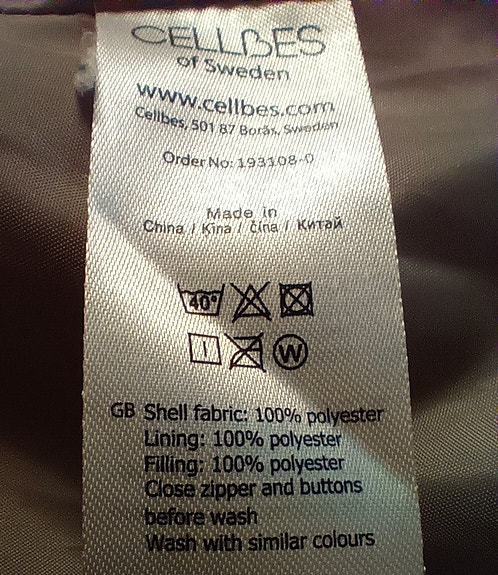 CELLBES
of Sweden
www.cellbes.com
Cellbes, 501 87 Borås, Sweden
Order No: 193108-0
Made in
China / Ķīna / čína / Китай
40°
W
GB Shell fabric: 100% polyester
Lining: 100% polyester
Filling: 100% polyester
Close zipper and buttons
before wash
Wash with similar colours